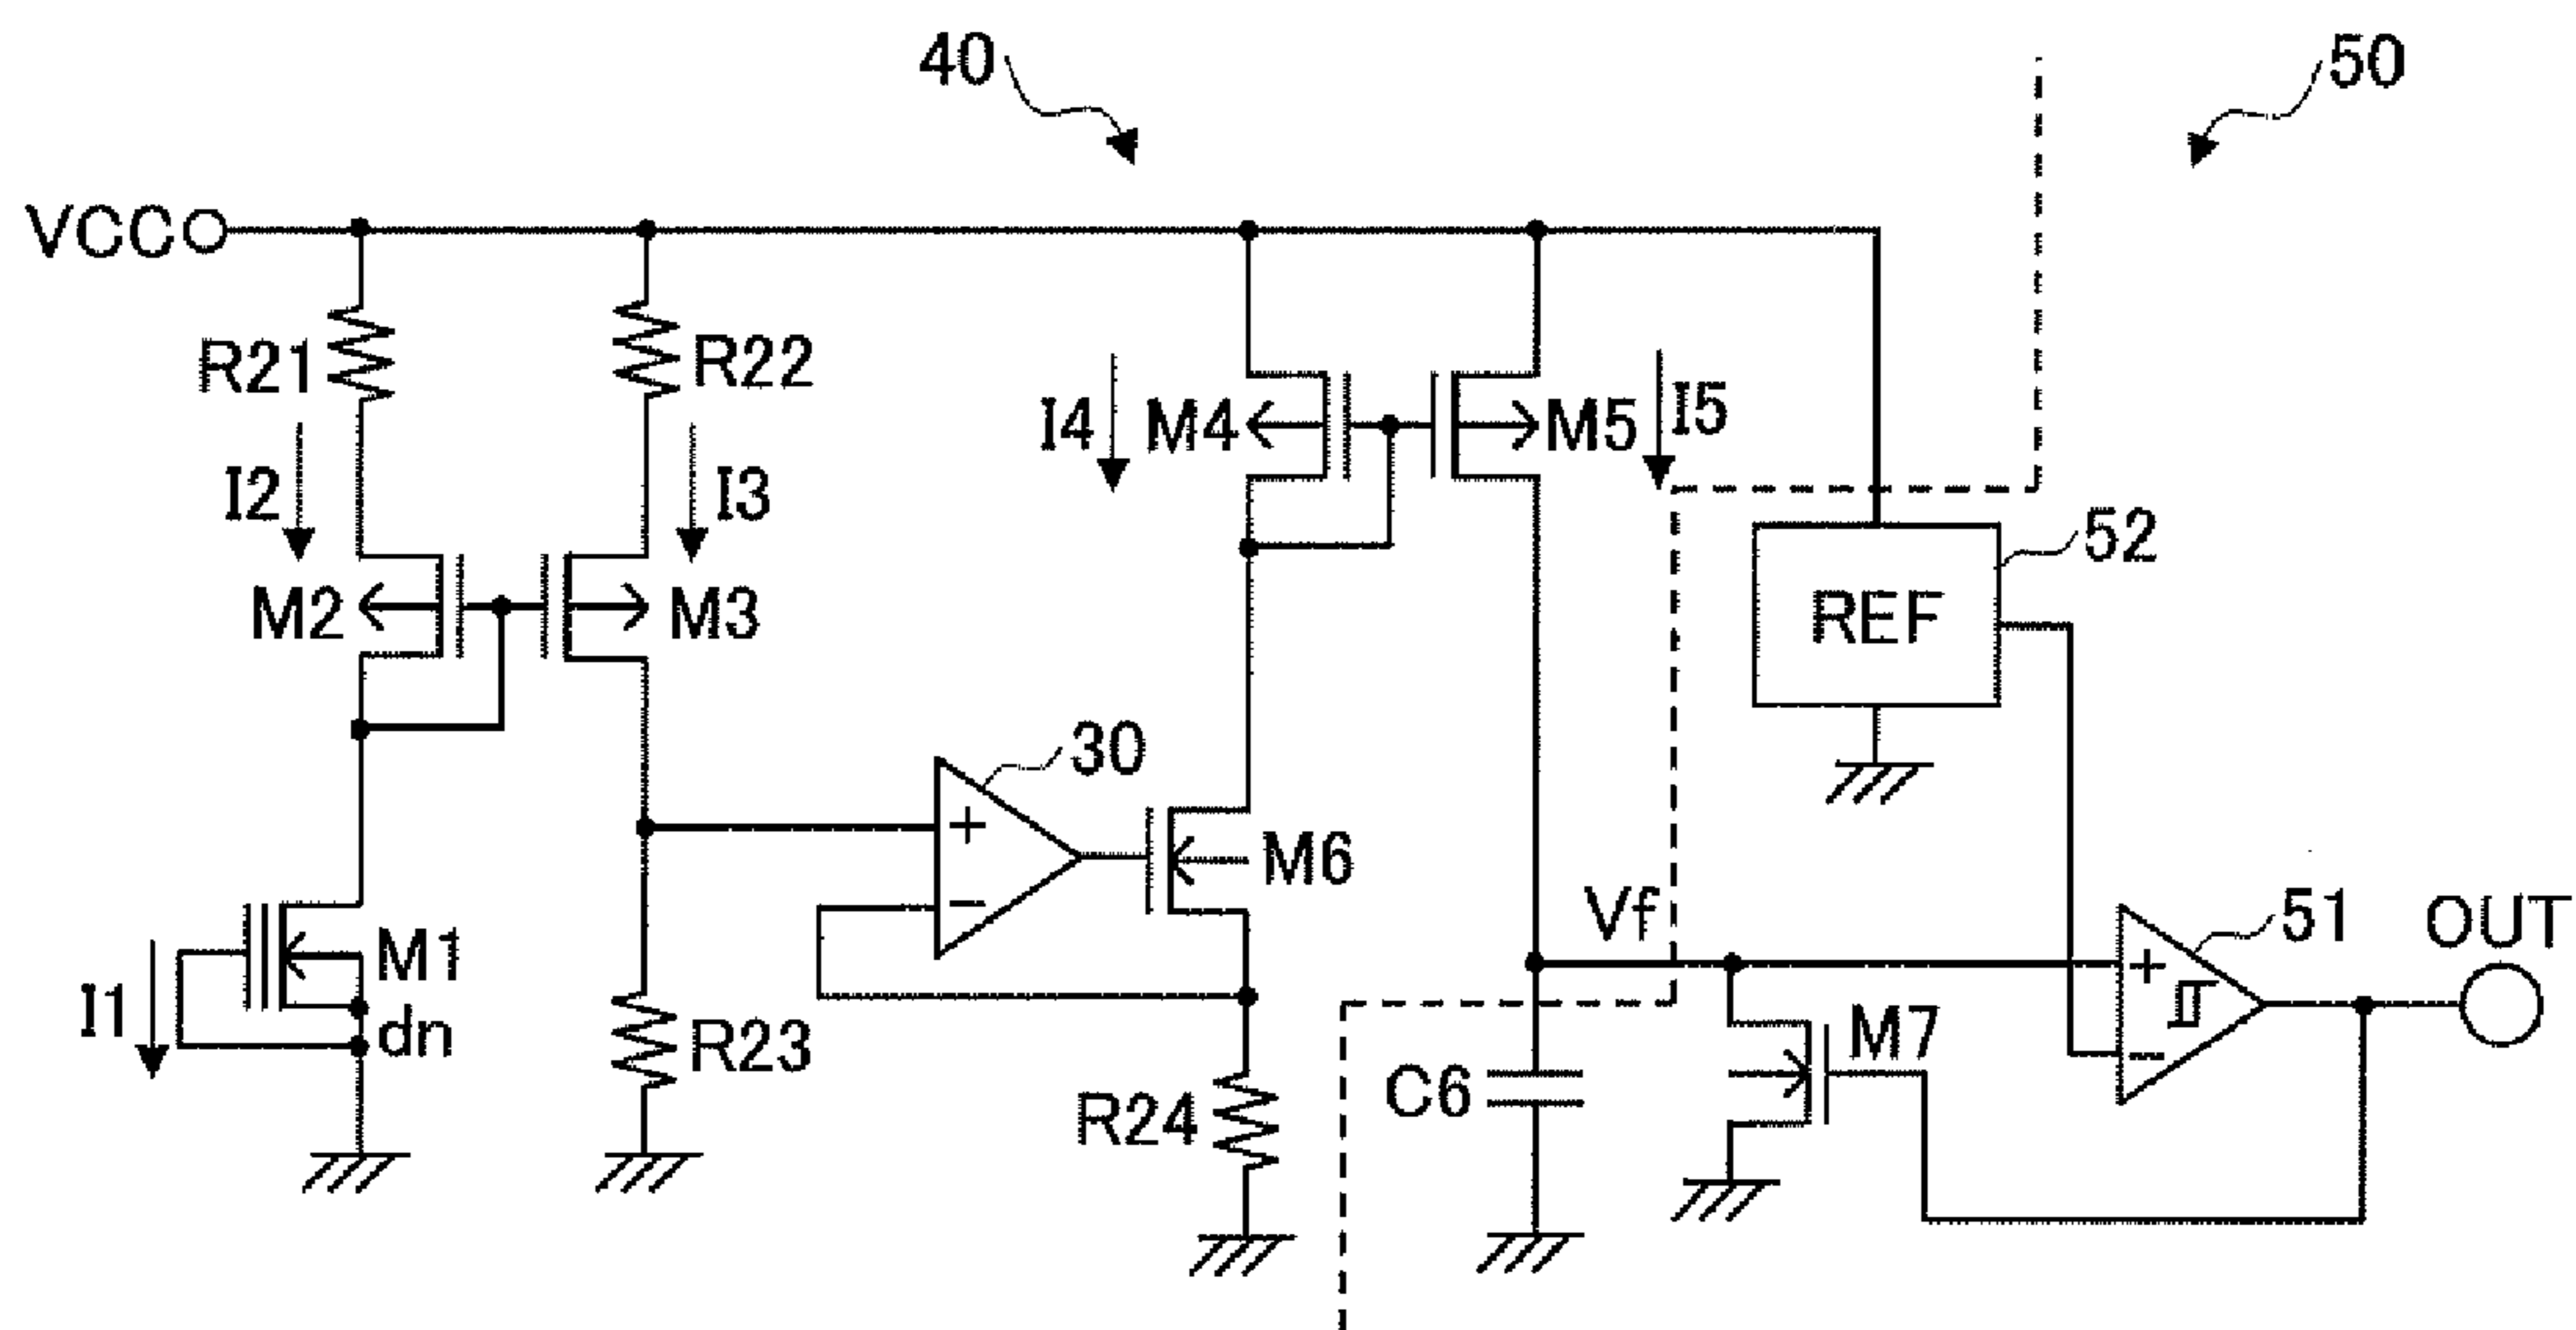 40
50
VCC
R21
R22
I2
I3
I4
M4
M5
I5
M2
M3
52
REF
30
+
−
M6
Vf
51
OUT
I1
M1
dn
R23
+
−
M7
R24
C6